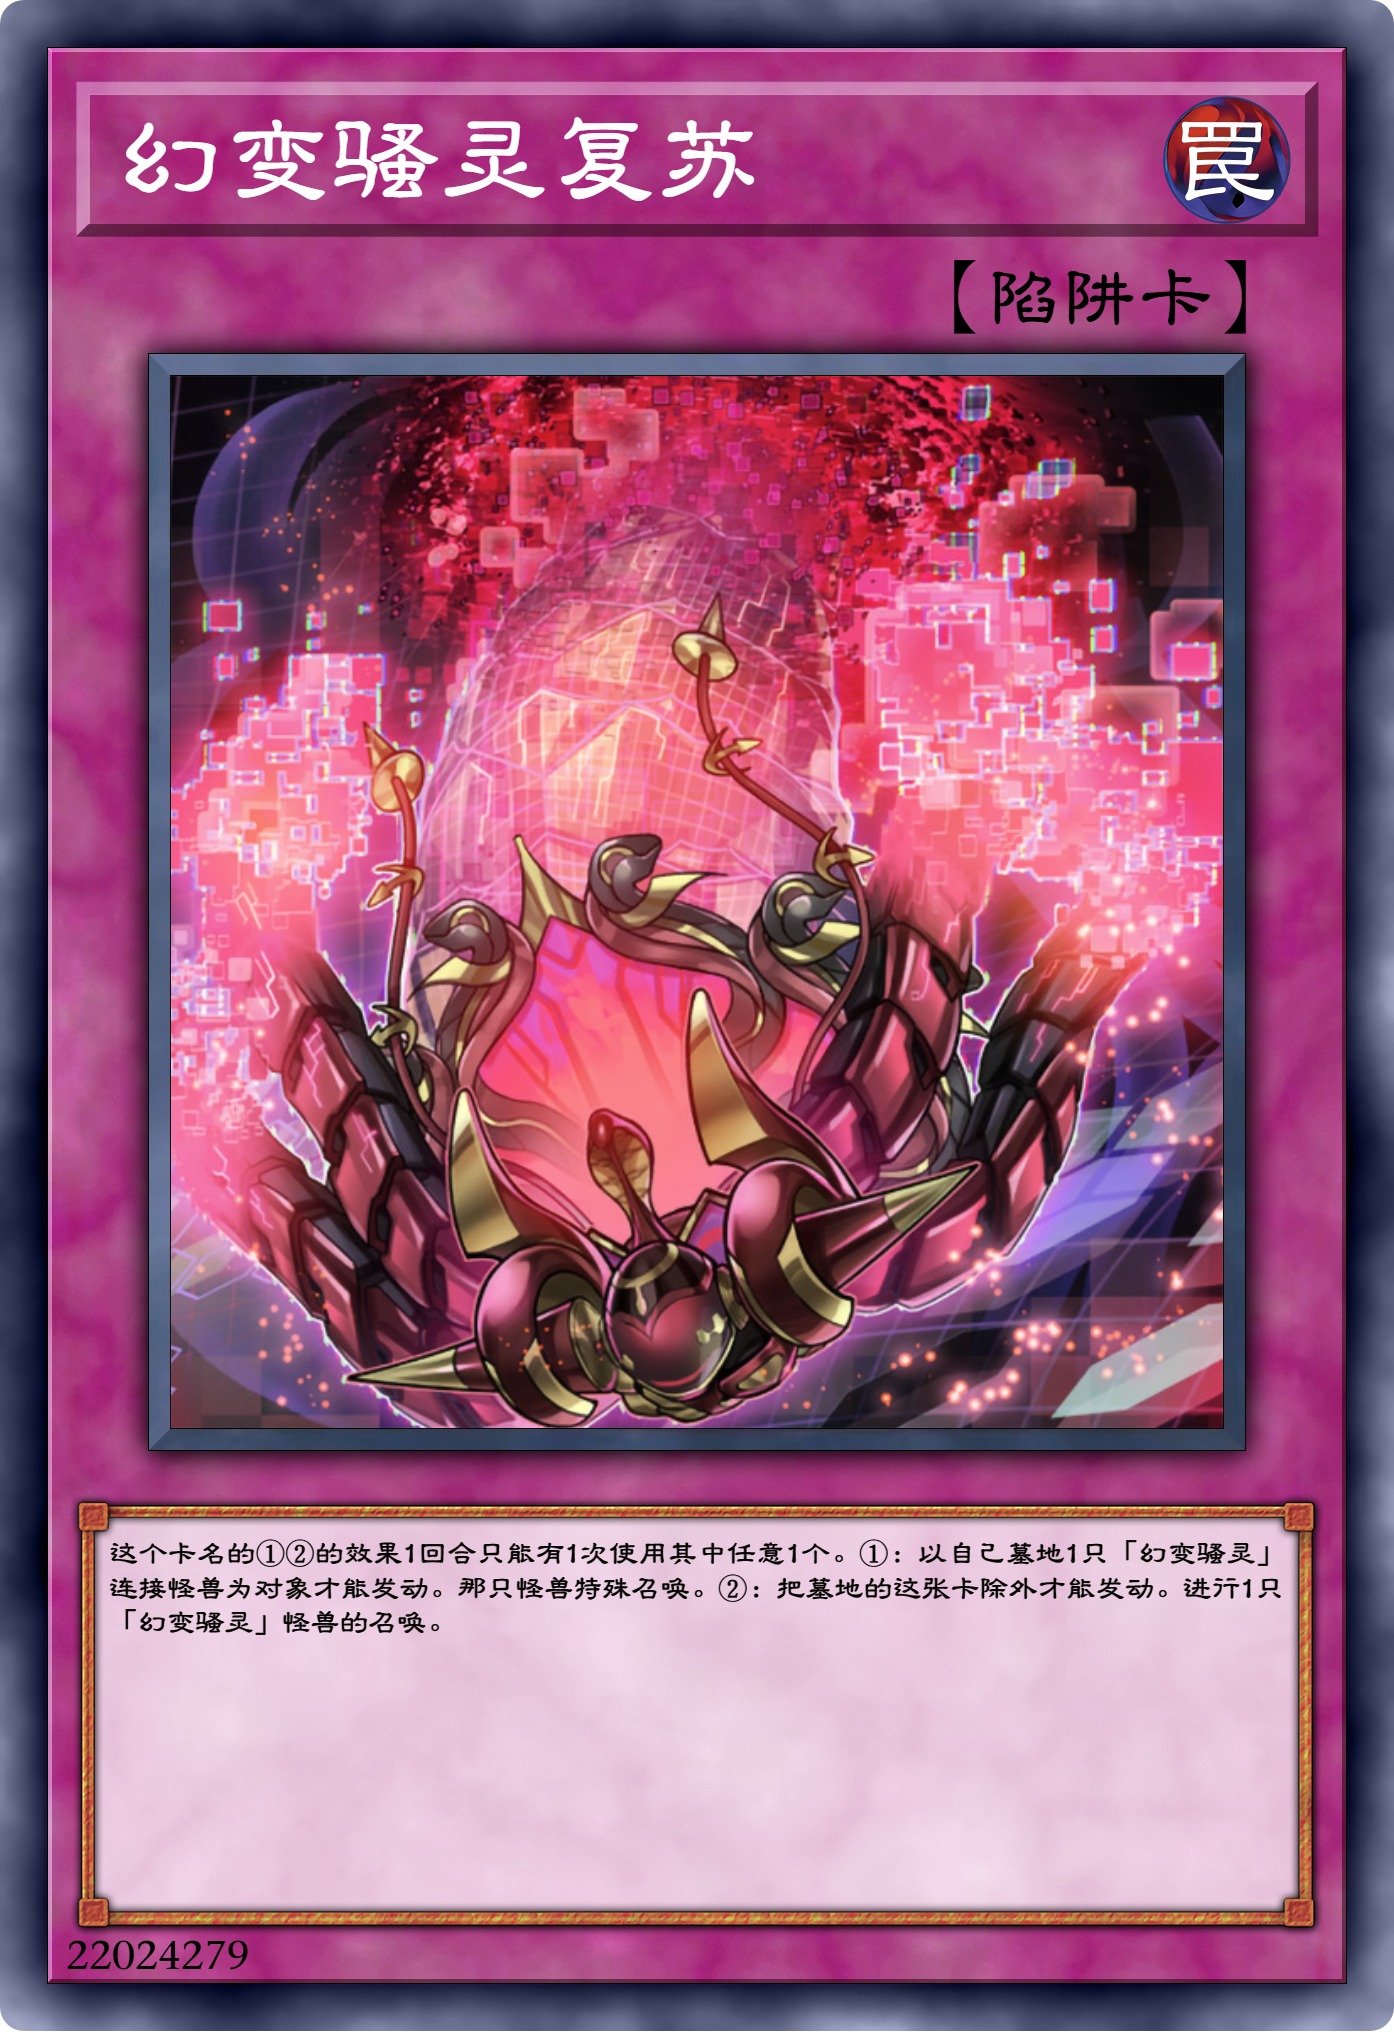 幻变骚灵复苏
罠
【陷阱卡】
这个卡名的①②的效果1回合只能有1次使用其中任意1个。①：以自己墓地1只「幻变骚灵」
连接怪兽为对象才能发动。那只怪兽特殊召唤。②：把墓地的这张卡除外才能发动。进行1只
「幻变骚灵」怪兽的召唤。
22024279